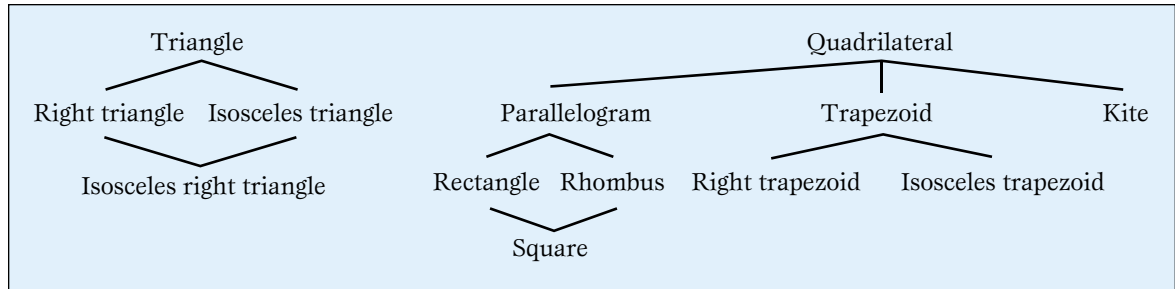 Triangle
Quadrilateral
Right triangle Isosceles triangle
Parallelogram
Trapezoid
Kite
Isosceles right triangle
Rectangle Rhombus
Right trapezoid
Isosceles trapezoid
Square